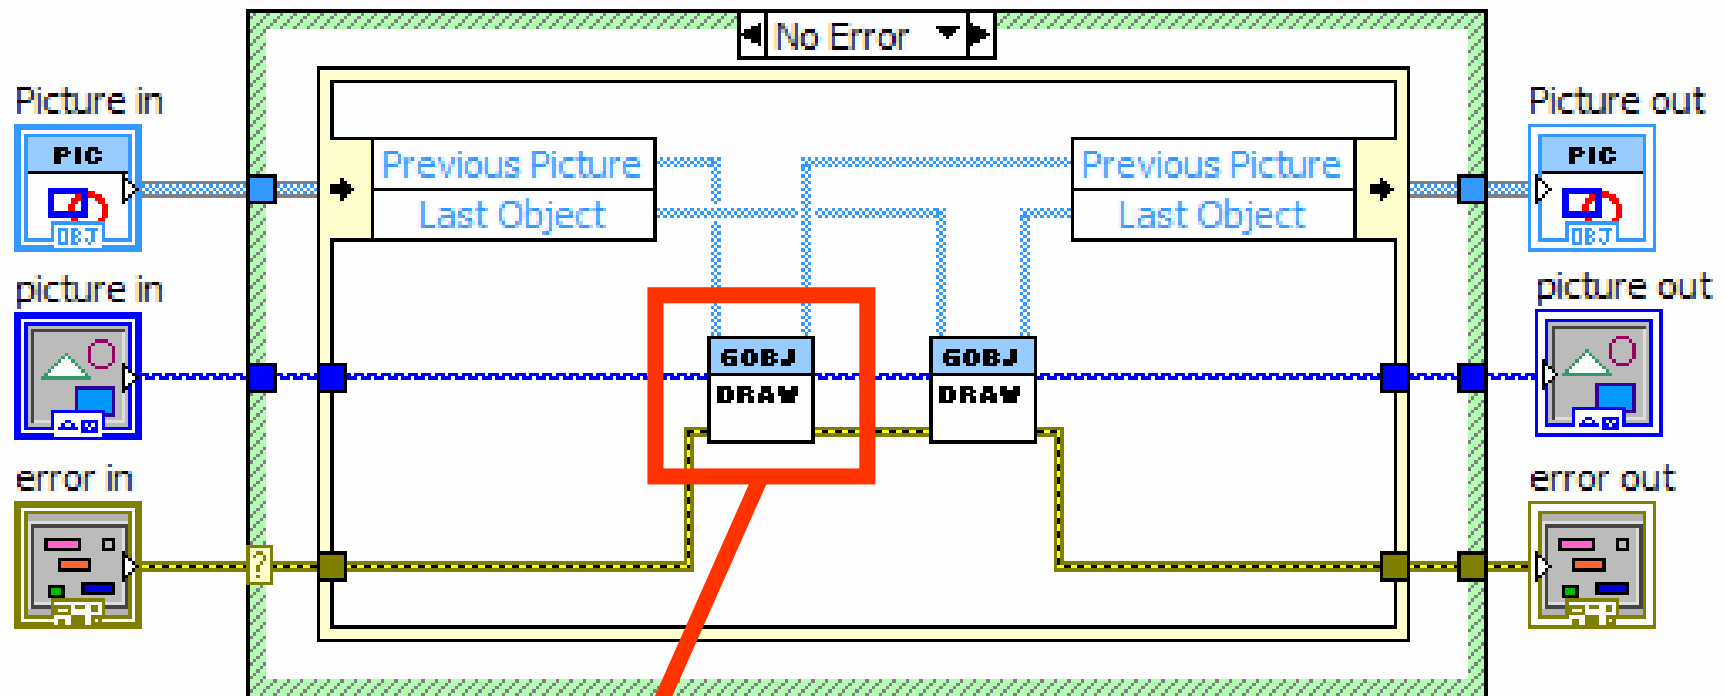 No Error
Picture in
PIC
OBJ
Previous Picture
Last Object
Previous Picture
Last Object
Picture out
PIC
OBJ
picture in
GOBJ
DRAW
GOBJ
DRAW
picture out
error in
?
error out